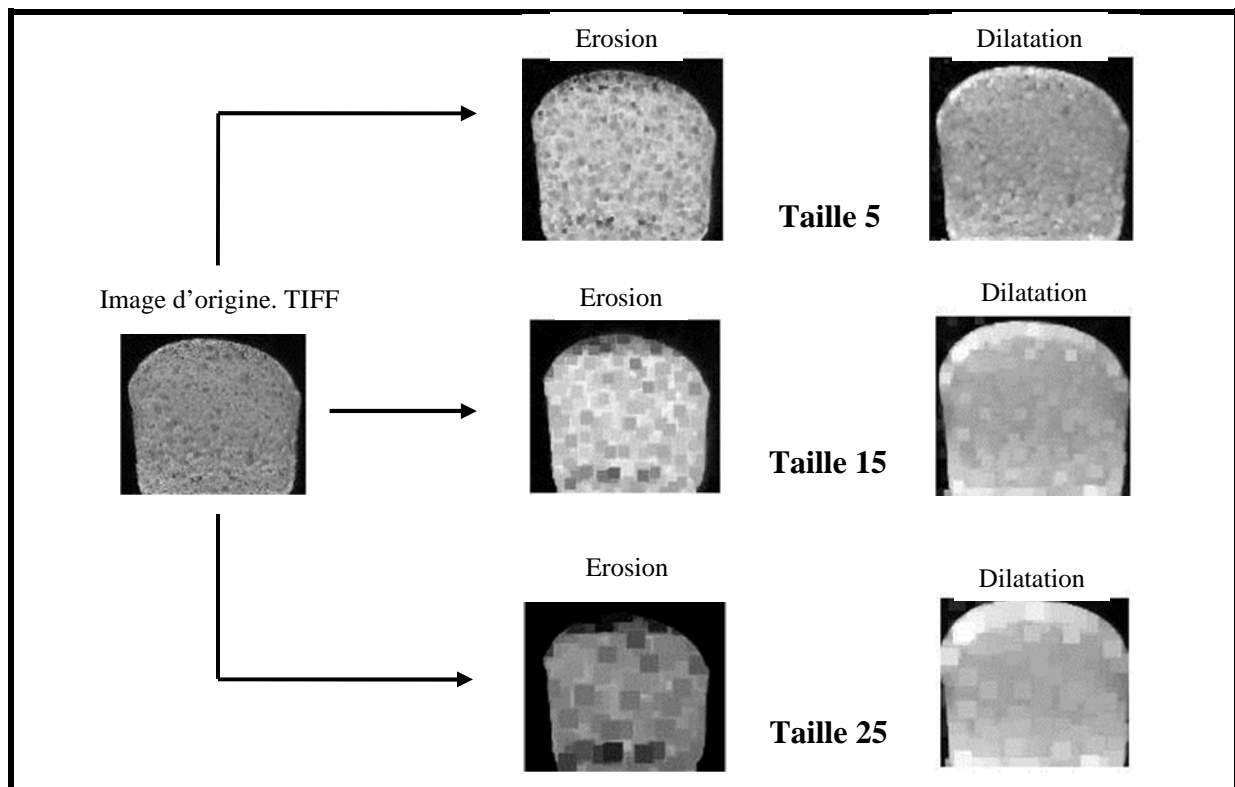 Erosion
Dilatation
Taille 5
Image d'origine. TIFF
Erosion
Dilatation
Taille 15
Erosion
Dilatation
Taille 25